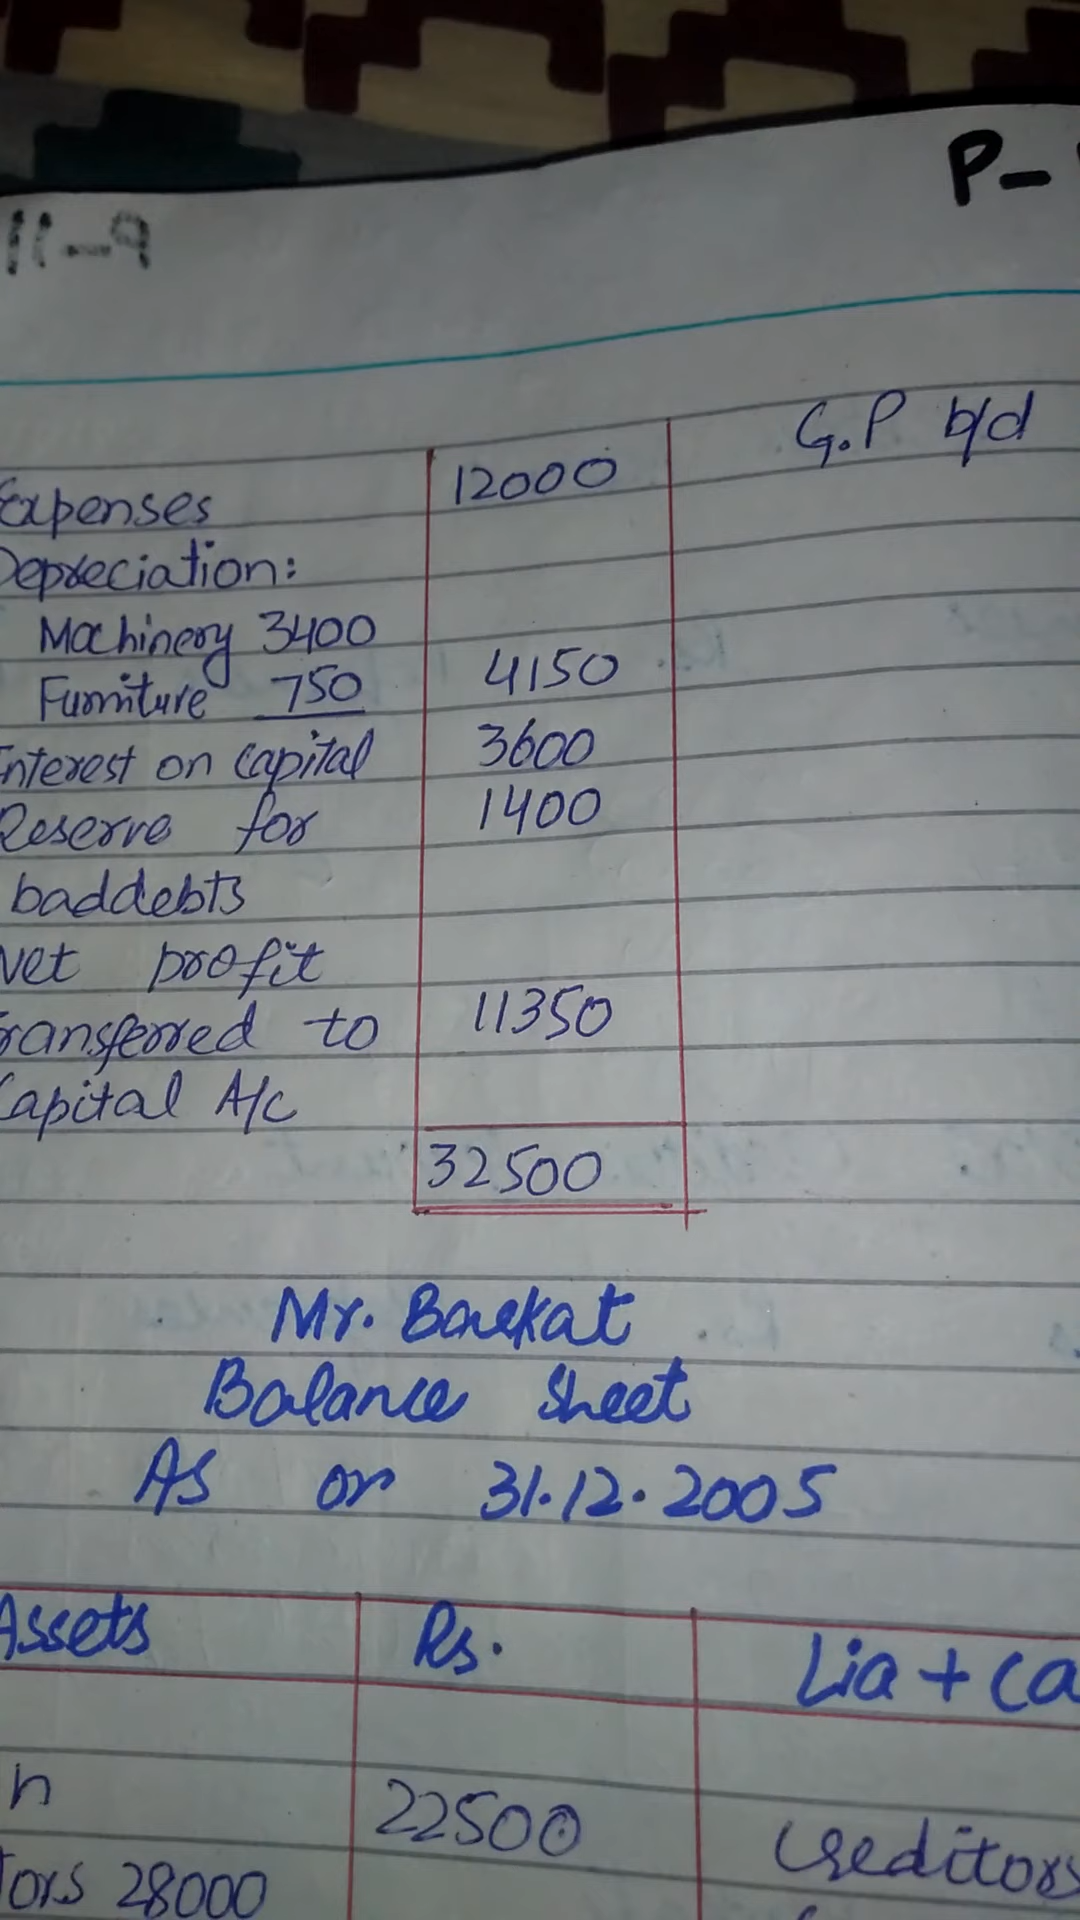 P-
11-9
G.P b/d
Expenses 12000
Depreciation:
Machinery 3400
Furniture 750 4150
Interest on capital 3600
Reserve for 1400
baddebts
Net profit
transferred to 11350
Capital A/c
32500
Mr. Barkat
Balance Sheet
As on 31.12.2005
Assets Rs. Lia + Ca
h 22500 creditors
tors 28000